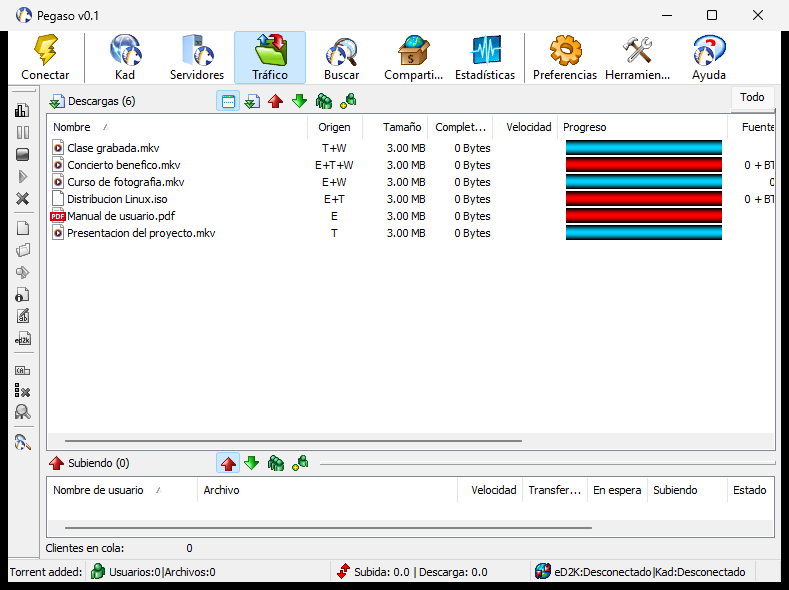 Pegaso v0.1
Conectar Kad Servidores Tráfico Buscar Comparti... Estadísticas Preferencias Herramien... Ayuda
Descargas (6) Todo
Nombre Origen Tamaño Complet... Velocidad Progreso Fuente
Clase grabada.mkv T+W 3.00 MB 0 Bytes
Concierto benefico.mkv E+T+W 3.00 MB 0 Bytes 0 + BT
Curso de fotografia.mkv E+W 3.00 MB 0 Bytes 0
Distribucion Linux.iso E+T 3.00 MB 0 Bytes 0 + BT
PDF Manual de usuario.pdf E 3.00 MB 0 Bytes
Presentacion del proyecto.mkv T 3.00 MB 0 Bytes
Subiendo (0)
Nombre de usuario Archivo Velocidad Transfer... En espera Subiendo Estado
Clientes en cola: 0
Torrent added: Usuarios:0|Archivos:0 Subida: 0.0 | Descarga: 0.0 eD2K:Desconectado|Kad:Desconectado